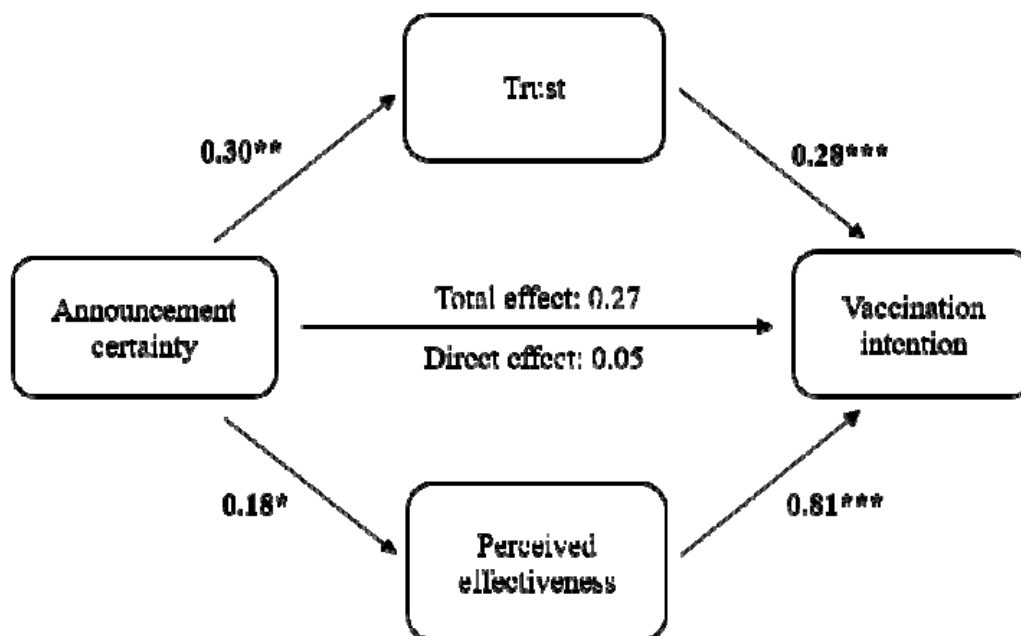 Trust
0.30**
0.28***
Announcement
certainty
Total effect: 0.27
Direct effect: 0.05
Vaccination
intention
0.18*
0.81***
Perceived
effectiveness